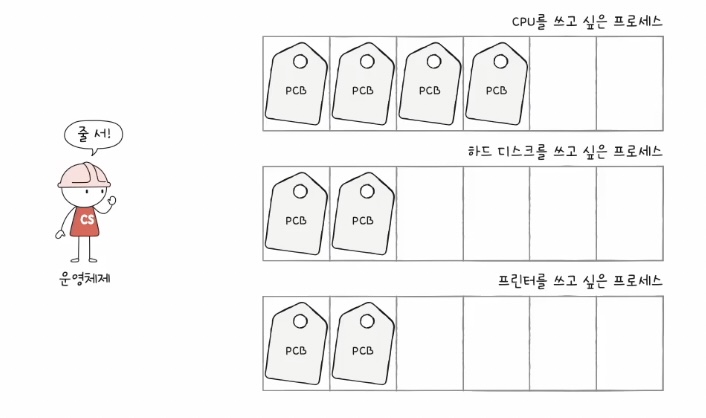 CPU를 쓰고 싶은 프로세스
PCB PCB PCB PCB
줄 서!
하드 디스크를 쓰고 싶은 프로세스
CS
PCB PCB
운영체제
프린터를 쓰고 싶은 프로세스
PCB PCB